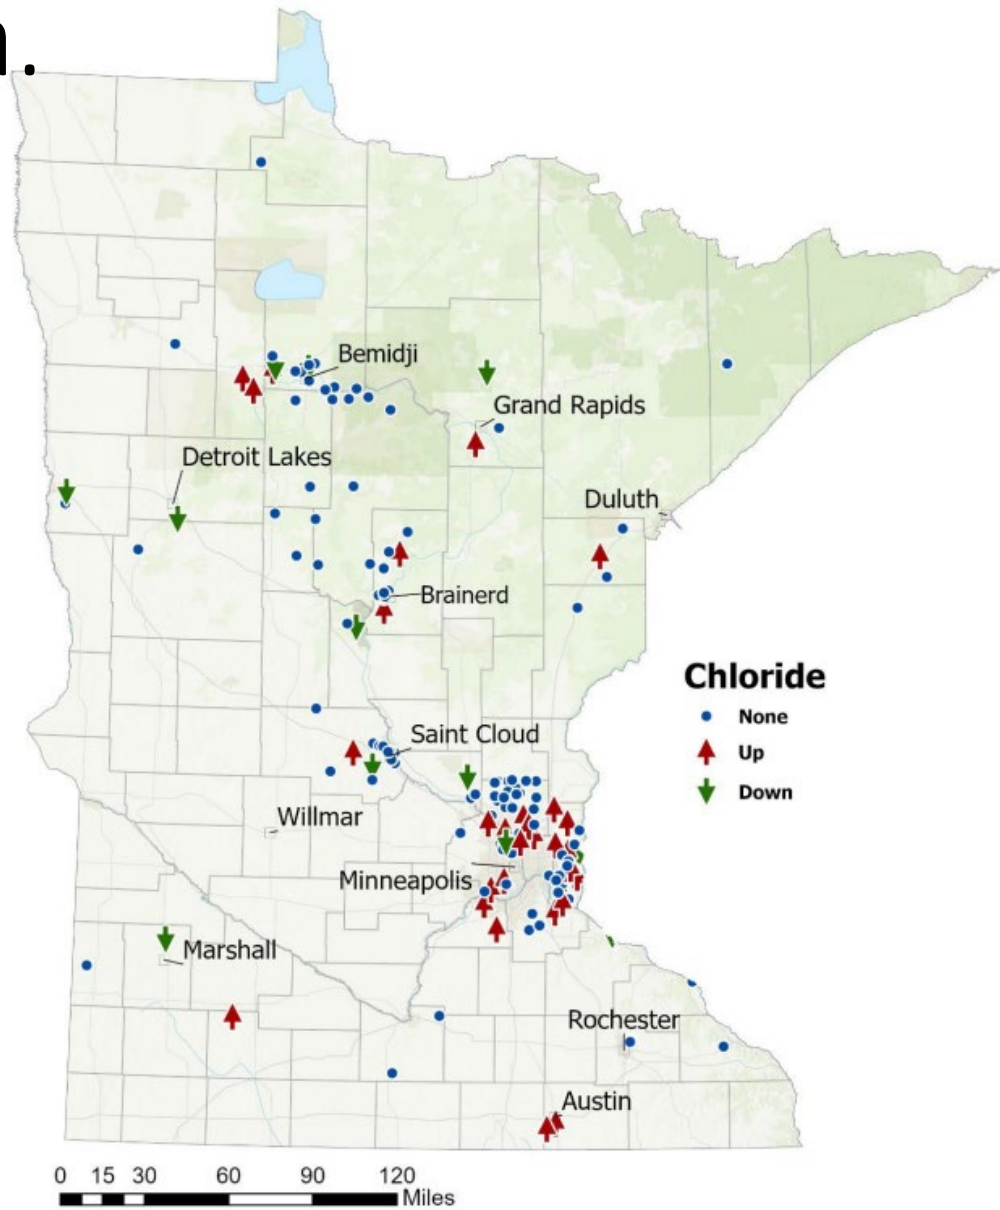 n.
Bemidji
Grand Rapids
Detroit Lakes
Duluth
Brainerd
Chloride
None
Saint Cloud
Up
Down
Willmar
Minneapolis
Marshall
Rochester
Austin
0 15 30 60 90 120
Miles